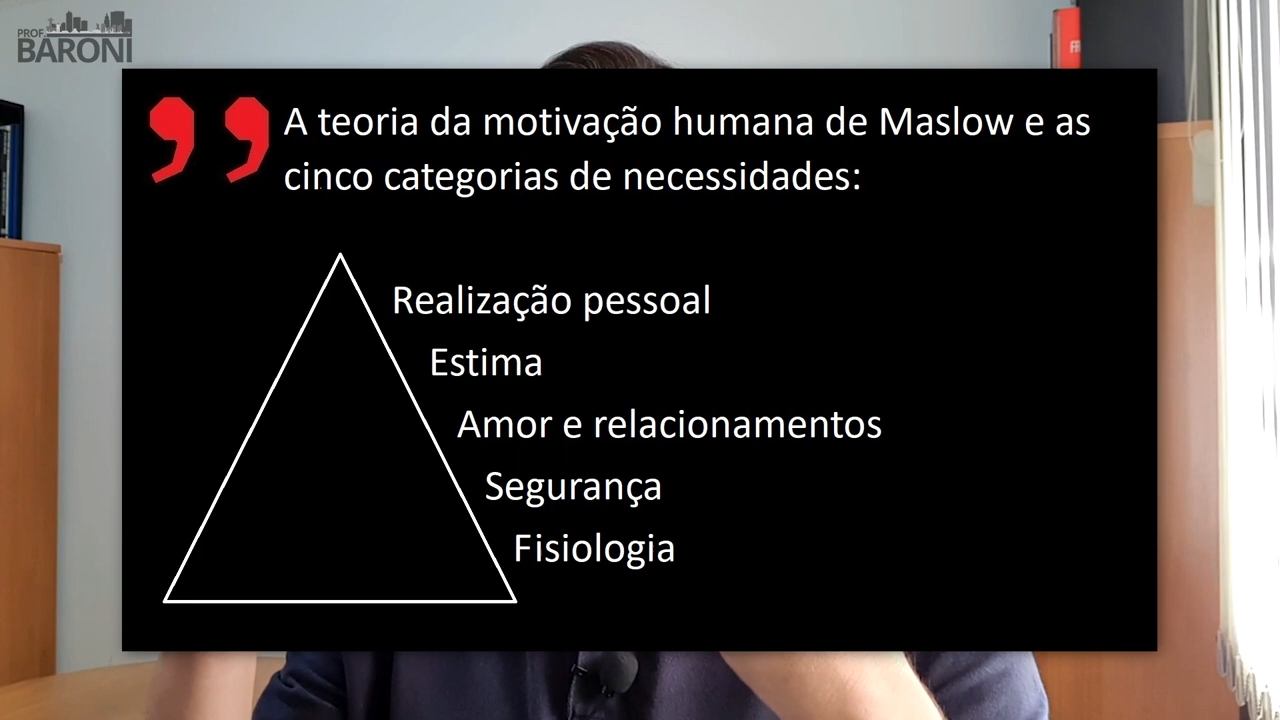 PROF.
BARONI
A teoria da motivação humana de Maslow e as
cinco categorias de necessidades:
Realização pessoal
Estima
Amor e relacionamentos
Segurança
Fisiologia